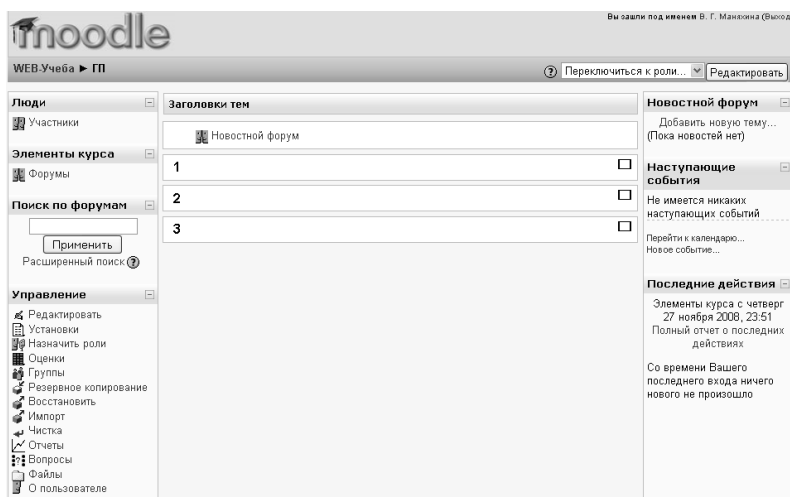 moodle
Вы зашли под именем В. Г. Маняхина (Выход
WEB-Учеба ► ГП
Переключиться к роли...
Редактировать
Люди
Участники
Элементы курса
Форумы
Поиск по форумам
Применить
Расширенный поиск
Управление
Редактировать
Установки
Назначить роли
Оценки
Группы
Резервное копирование
Восстановить
Импорт
Чистка
Отчеты
Вопросы
Файлы
О пользователе
Заголовки тем
Новостной форум
1
2
3
Новостной форум
Добавить новую тему...
(Пока новостей нет)
Наступающие
события
Не имеется никаких
наступающих событий
Перейти к календарю...
Новое событие...
Последние действия
Элементы курса с четверг
27 ноября 2008, 23:51
Полный отчет о последних
действиях
Со времени Вашего
последнего входа ничего
нового не произошло